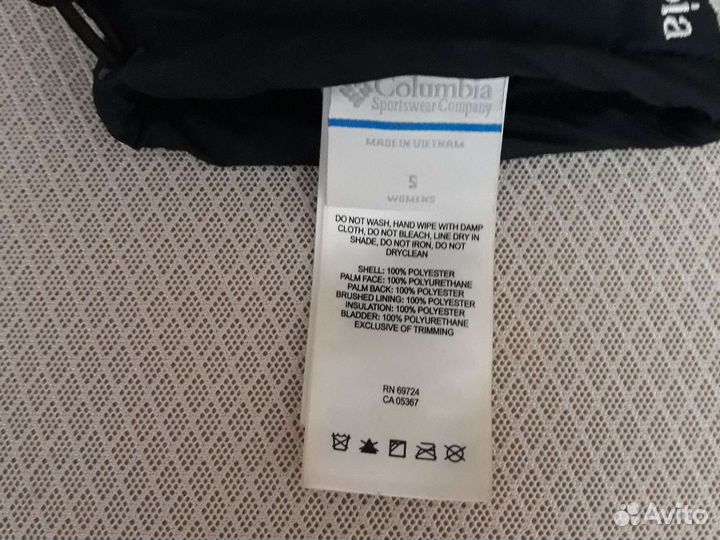 bia
Columbia
Sportswear Company
MADE IN VIETNAM
S
WOMENS
DO NOT WASH, HAND WIPE WITH DAMP
CLOTH, DO NOT BLEACH, LINE DRY IN
SHADE, DO NOT IRON, DO NOT
DRYCLEAN
SHELL: 100% POLYESTER
PALM FACE: 100% POLYURETHANE
PALM BACK: 100% POLYESTER
BRUSHED LINING: 100% POLYESTER
INSULATION: 100% POLYESTER
BLADDER: 100% POLYURETHANE
EXCLUSIVE OF TRIMMING
RN 69724
CA 05367
Avito